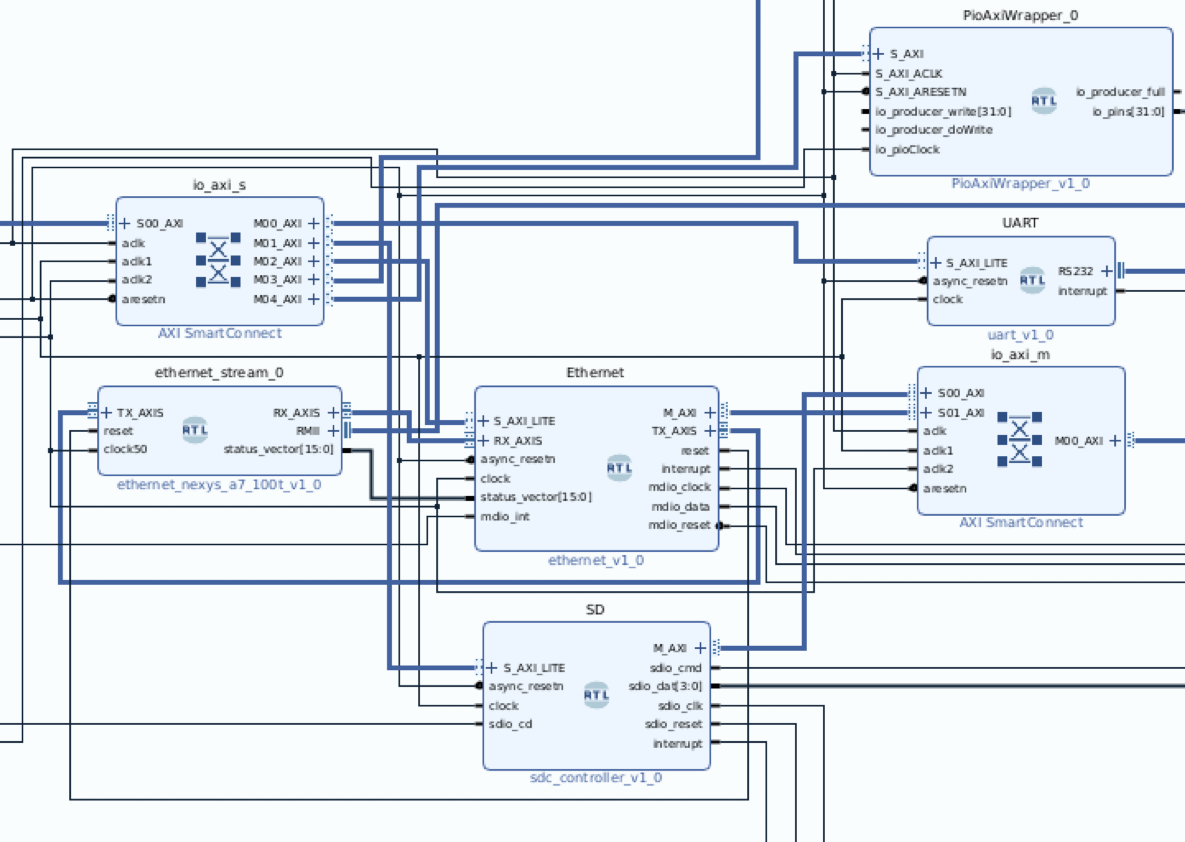 PioAxiWrapper_0
S_AXI
S_AXI_ACLK
S_AXI_ARESETN
io_producer_write[31:0]
io_producer_doWrite
io_pioClock
RTL
io_producer_full
io_pins[31:0]
PioAxiWrapper_v1_0
io_axi_s
S00_AXI
aclk
aclk1
aclk2
aresetn
M00_AXI
M01_AXI
M02_AXI
M03_AXI
M04_AXI
AXI SmartConnect
UART
S_AXI_LITE
async_resetn
clock
RTL
RS232
interrupt
uart_v1_0
ethernet_stream_0
TX_AXIS
reset
clock50
RTL
RX_AXIS
RMII
status_vector[15:0]
ethernet_nexys_a7_100t_v1_0
Ethernet
S_AXI_LITE
RX_AXIS
async_resetn
clock
status_vector[15:0]
mdio_int
RTL
M_AXI
TX_AXIS
reset
interrupt
mdio_clock
mdio_data
mdio_reset
ethernet_v1_0
io_axi_m
S00_AXI
S01_AXI
aclk
aclk1
aclk2
aresetn
M00_AXI
AXI SmartConnect
SD
S_AXI_LITE
async_resetn
clock
sdio_cd
RTL
M_AXI
sdio_cmd
sdio_dat[3:0]
sdio_clk
sdio_reset
interrupt
sdc_controller_v1_0